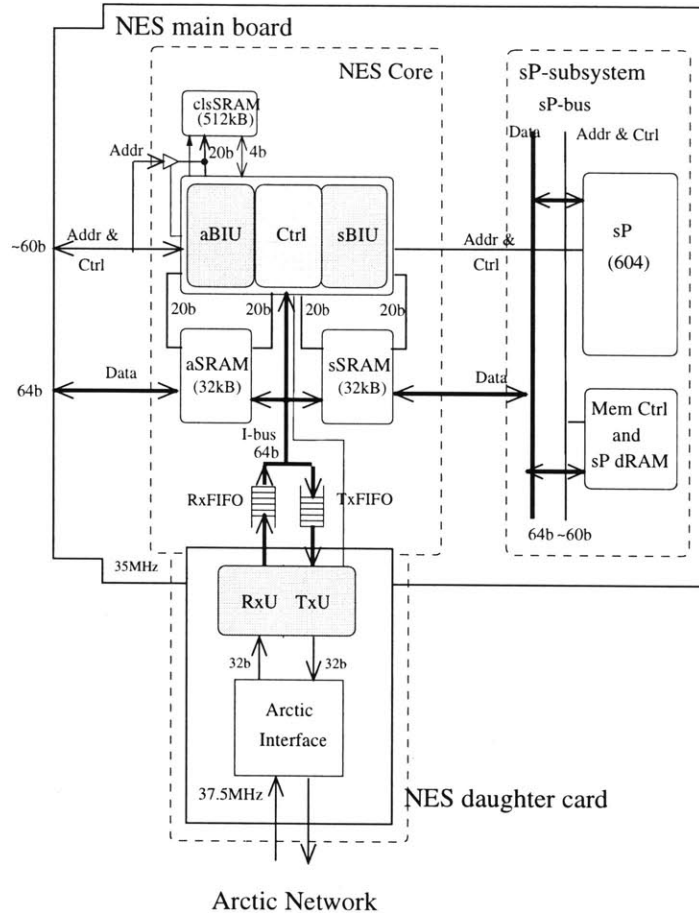 NES main board
NES Core
sP-subsystem
sP-bus
clsSRAM
(512kB)
Data
Addr & Ctrl
Addr
20b
4b
aBIU
Ctrl
sBIU
sP
(604)
~60b
Addr &
Ctrl
Addr &
Ctrl
20b
20b
20b
20b
aSRAM
(32kB)
sSRAM
(32kB)
Data
Data
64b
Mem Ctrl
and
sP dRAM
I-bus
64b
RxFIFO
TxFIFO
64b ~60b
35MHz
RxU
TxU
32b
32b
Arctic
Interface
37.5MHz
NES daughter card
Arctic Network